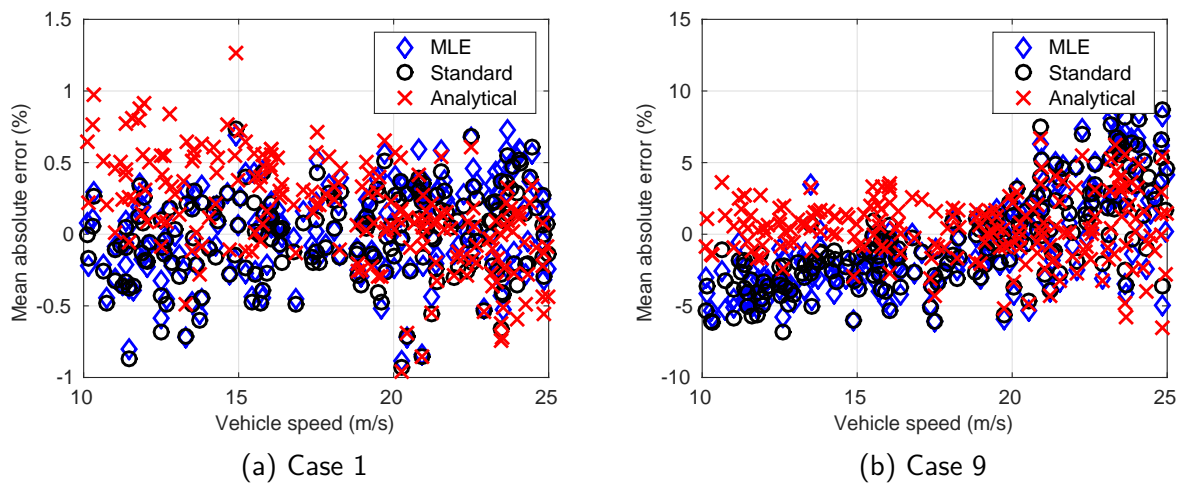 1.5
1
0.5
0
-0.5
-1
10
15
20
25
Mean absolute error (%)
Vehicle speed (m/s)
MLE
Standard
Analytical
(a) Case 1
15
10
5
0
-5
-10
10
15
20
25
Mean absolute error (%)
Vehicle speed (m/s)
MLE
Standard
Analytical
(b) Case 9